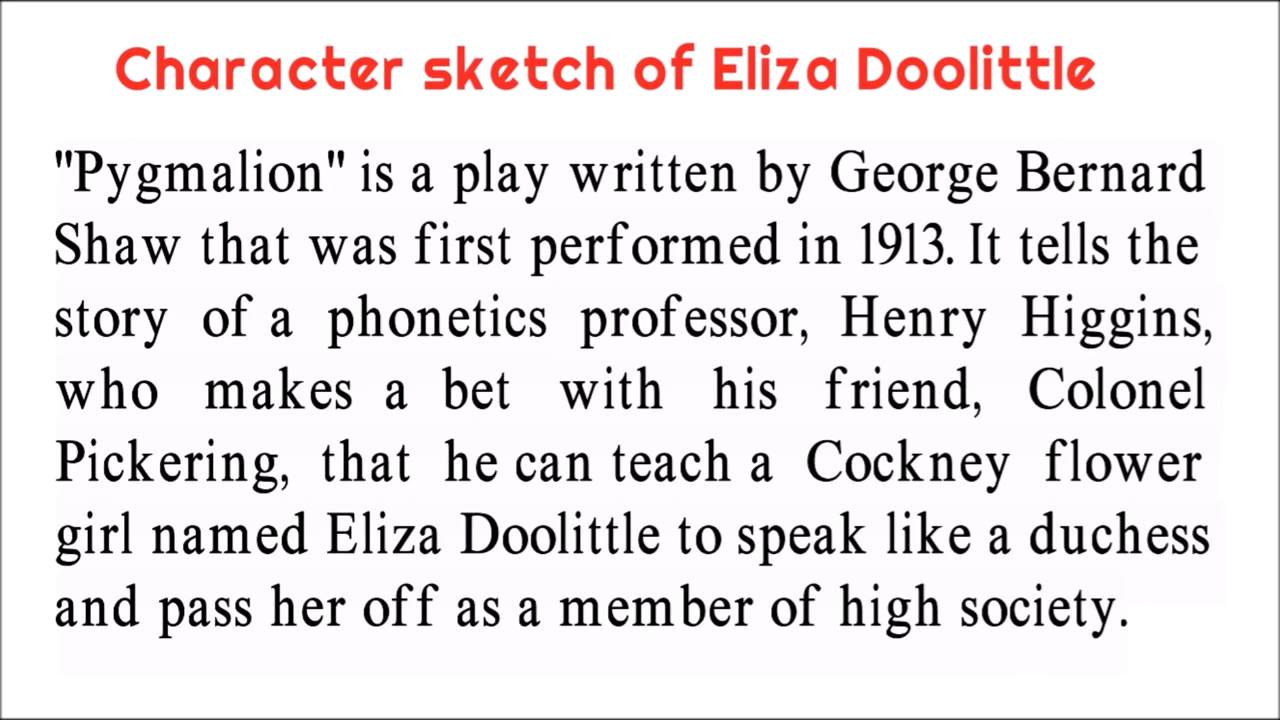 Character sketch of Eliza Doolittle
"Pygmalion" is a play written by George Bernard
Shaw that was first performed in 1913. It tells the
story of a phonetics professor, Henry Higgins,
who makes a bet with his friend, Colonel
Pickering, that he can teach a Cockney flower
girl named Eliza Doolittle to speak like a duchess
and pass her off as a member of high society.